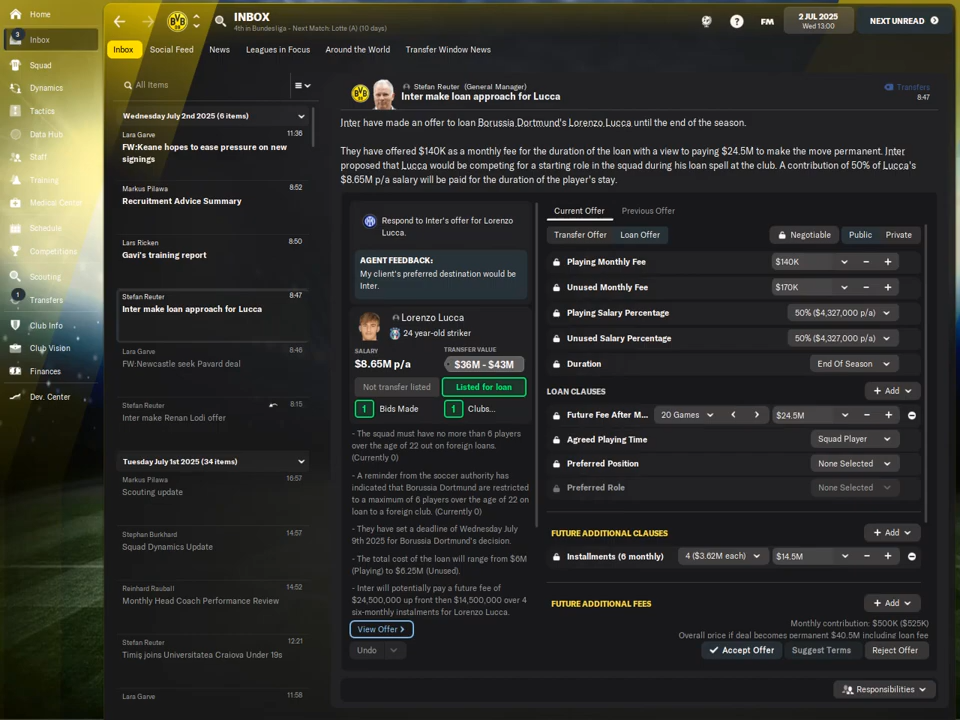 Home
3
Inbox
Squad
Dynamics
Tactics
Data Hub
Staff
Training
Medical Center
Schedule
Competitions
Scouting
1
Transfers
Club Info
Club Vision
Finances
Dev. Center
BVB 09
INBOX
4th in Bundesliga - Next Match: Lotte (A) (10 days)
?
FM
2 JUL 2025
Wed 13:00
NEXT UNREAD
Inbox
Social Feed
News
Leagues in Focus
Around the World
Transfer Window News
All items
Wednesday July 2nd 2025 (6 items)
Lara Garve
11:36
FW:Keane hopes to ease pressure on new
signings
Markus Pilawa
8:52
Recruitment Advice Summary
Lars Ricken
8:50
Gavi's training report
Stefan Reuter
8:47
Inter make loan approach for Lucca
Lara Garve
8:46
FW:Newcastle seek Pavard deal
Stefan Reuter
8:15
Inter make Renan Lodi offer
Tuesday July 1st 2025 (34 items)
Markus Pilawa
16:57
Scouting update
Stephan Burkhard
14:57
Squad Dynamics Update
Reinhard Rauball
14:52
Monthly Head Coach Performance Review
Stefan Reuter
12:21
Timiș joins Universitatea Craiova Under 19s
Lara Garve
11:58
BVB 09
Stefan Reuter (General Manager)
Inter make loan approach for Lucca
Transfers
8:47
Inter have made an offer to loan Borussia Dortmund's Lorenzo Lucca until the end of the season.
They have offered $140K as a monthly fee for the duration of the loan with a view to paying $24.5M to make the move permanent. Inter
proposed that Lucca would be competing for a starting role in the squad during his loan spell at the club. A contribution of 50% of Lucca's
$8.65M p/a salary will be paid for the duration of the player's stay.
Respond to Inter's offer for Lorenzo
Lucca.
AGENT FEEDBACK:
My client's preferred destination would be
Inter.
Lorenzo Lucca
24 year-old striker
SALARY
$8.65M p/a
TRANSFER VALUE
$36M - $43M
Not transfer listed
Listed for loan
1
Bids Made
1
Clubs...
- The squad must have no more than 6 players
over the age of 22 out on foreign loans.
(Currently 0)
- A reminder from the soccer authority has
indicated that Borussia Dortmund are restricted
to a maximum of 6 players over the age of 22 on
loan to a foreign club. (Currently 0)
- They have set a deadline of Wednesday July
9th 2025 for Borussia Dortmund's decision.
- The total cost of the loan will range from $6M
(Playing) to $6.25M (Unused).
- Inter will potentially pay a future fee of
$24,500,000 up front then $14,500,000 over 4
six-monthly instalments for Lorenzo Lucca.
View Offer
Undo
Current Offer
Previous Offer
Transfer Offer
Loan Offer
Negotiable
Public
Private
Playing Monthly Fee
$140K
Unused Monthly Fee
$170K
Playing Salary Percentage
50% ($4,327,000 p/a)
Unused Salary Percentage
50% ($4,327,000 p/a)
Duration
End Of Season
LOAN CLAUSES
+ Add
Future Fee After M...
20 Games
$24.5M
Agreed Playing Time
Squad Player
Preferred Position
None Selected
Preferred Role
None Selected
FUTURE ADDITIONAL CLAUSES
+ Add
Installments (6 monthly)
4 ($3.62M each)
$14.5M
FUTURE ADDITIONAL FEES
+ Add
Monthly contribution: $500K ($525K)
Overall price if deal becomes permanent $40.5M including loan fee
Accept Offer
Suggest Terms
Reject Offer
Responsibilities